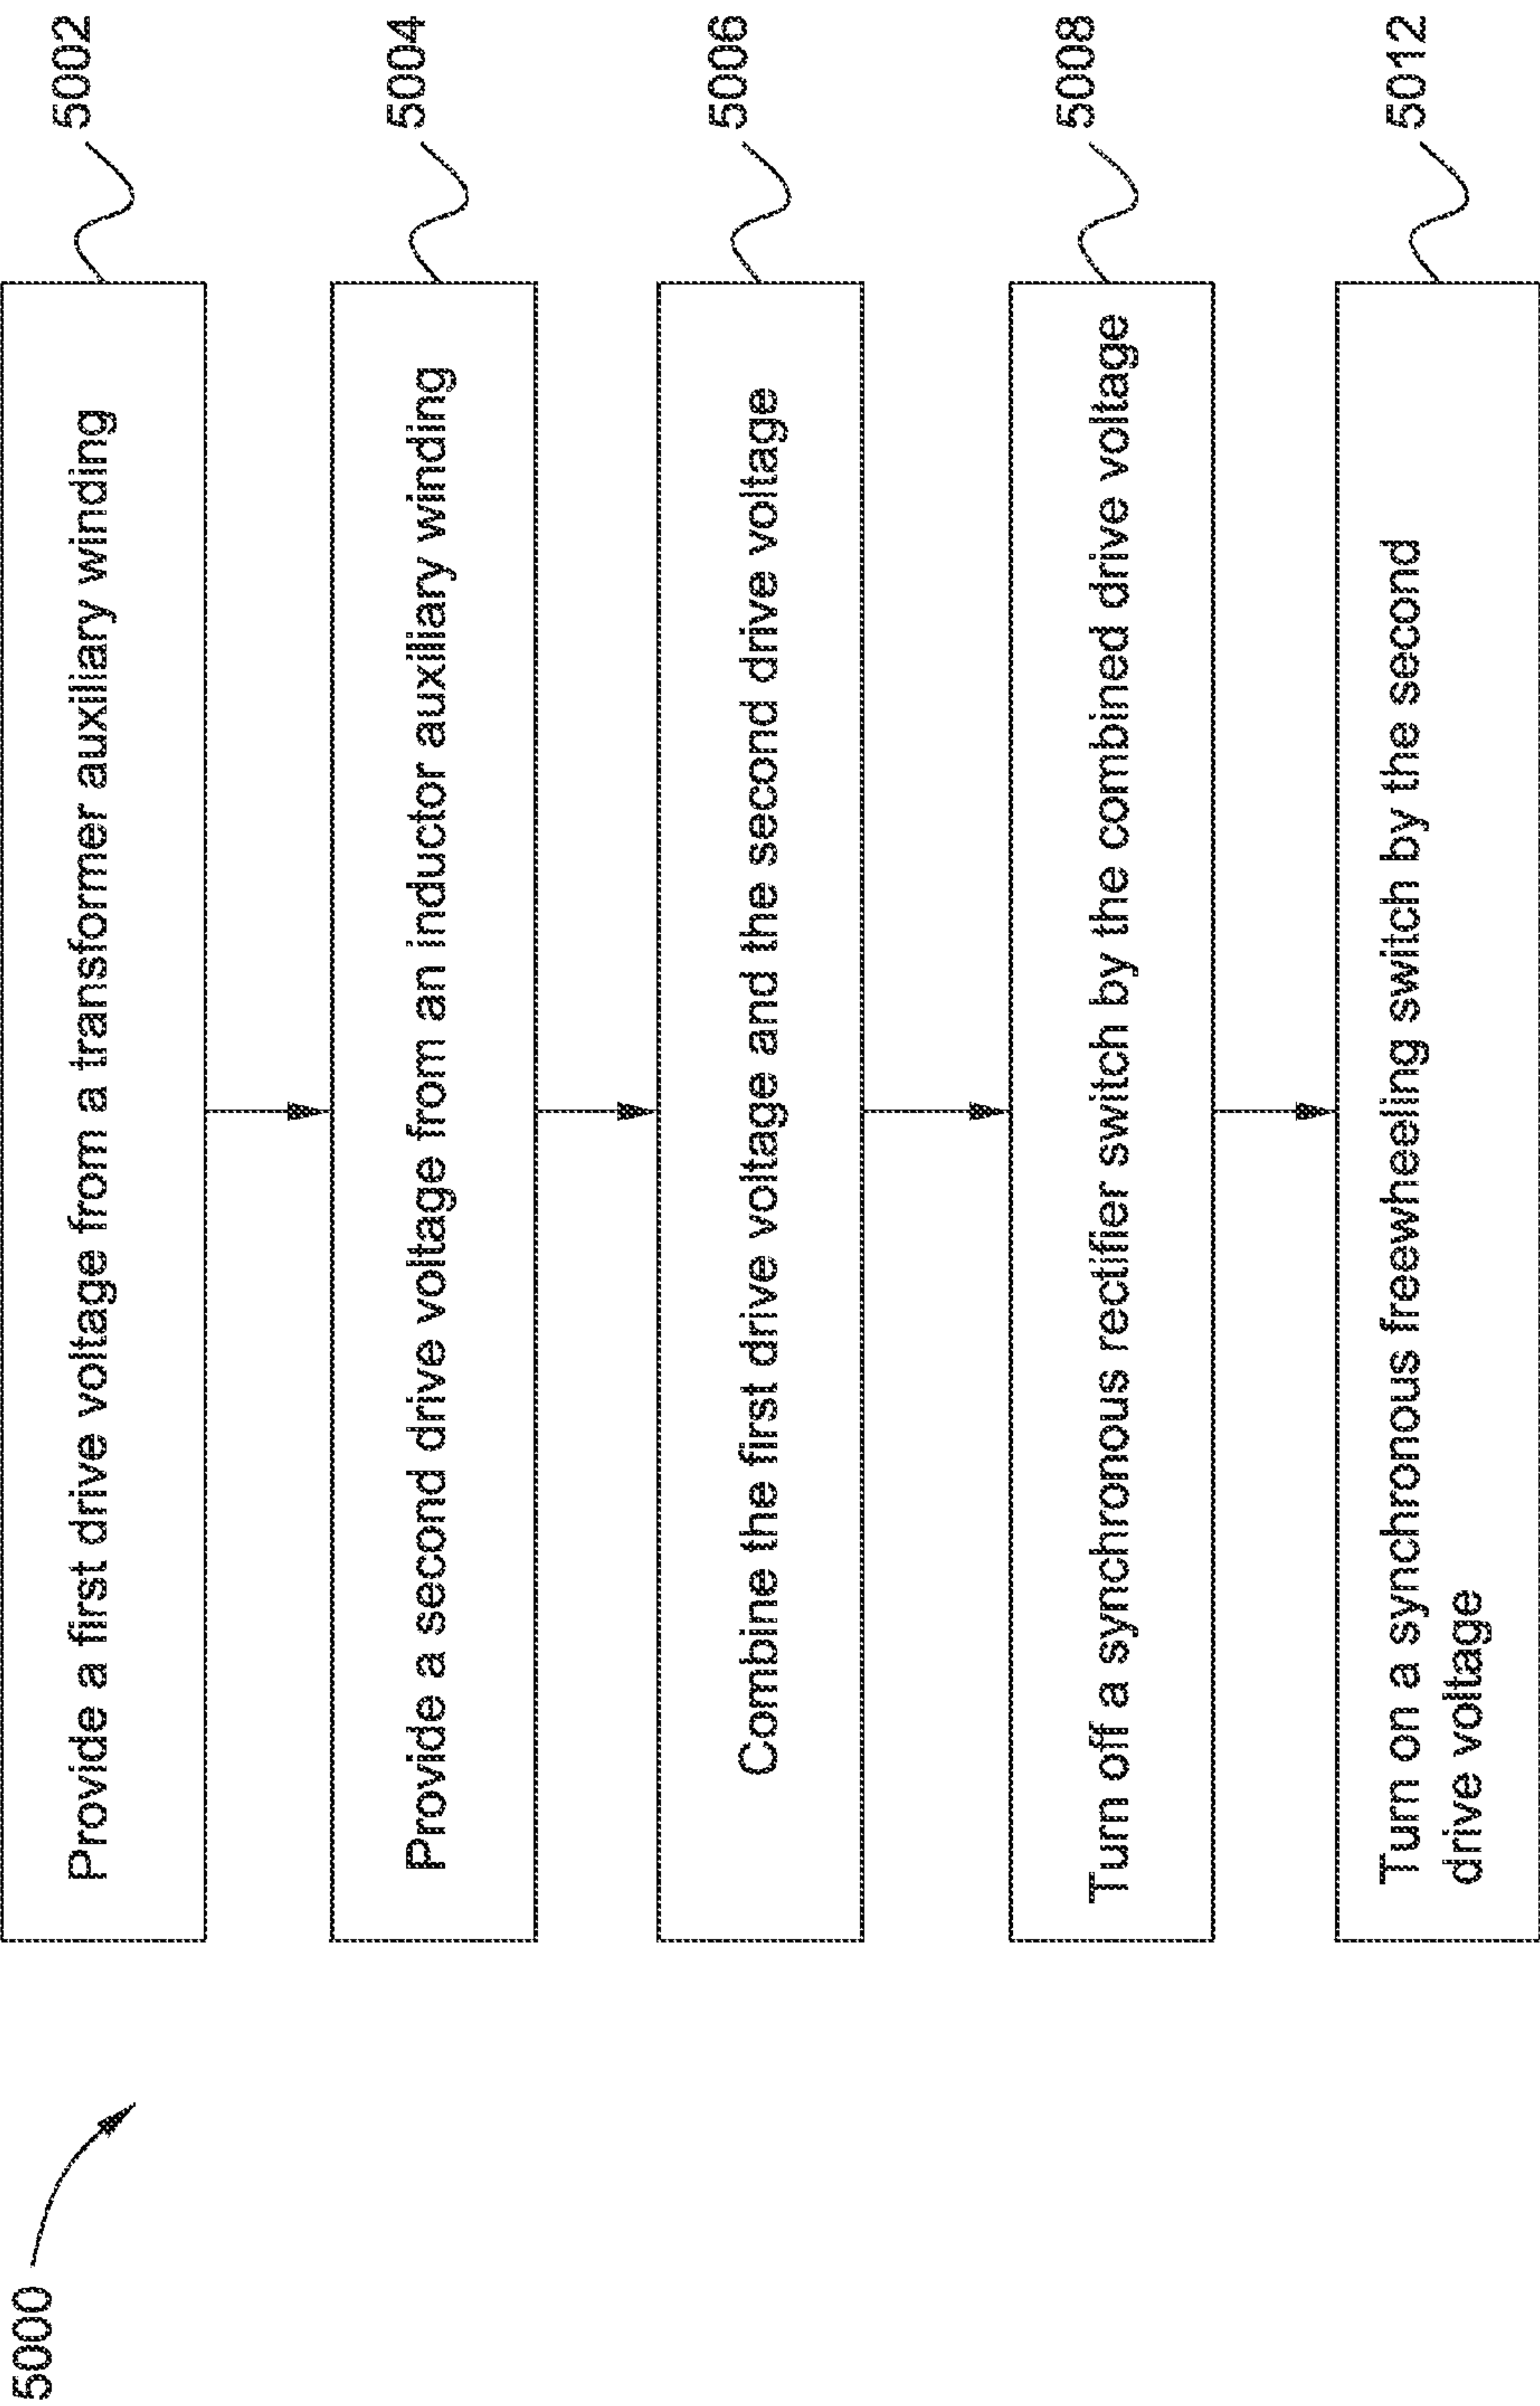 5000
Provide a first drive voltage from a transformer auxiliary winding
5002
Provide a second drive voltage from an inductor auxiliary winding
5004
Combine the first drive voltage and the second drive voltage
5006
Turn off a synchronous rectifier switch by the combined drive voltage
5008
Turn on a synchronous freewheeling switch by the second
drive voltage
5012